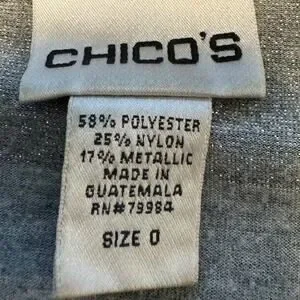 CHICO'S
58% POLYESTER
25% NYLON
17% METALLIC
MADE IN
GUATEMALA
RN#79984
SIZE 0